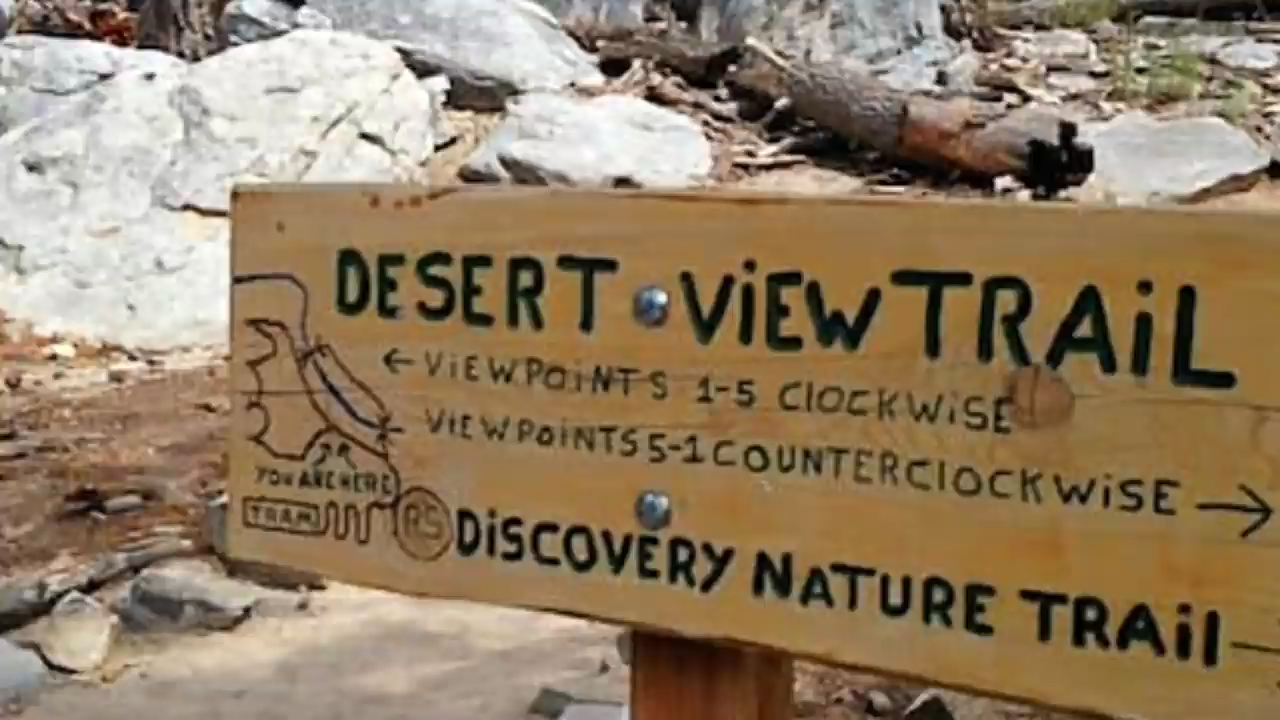 DESERT • ViEW TRAiL
← ViEWPOiNTS 1-5 ClOCKWiSE
ViEWPOiNTS 5-1 COUNTERClOCKWiSE →
YOU ARE HERE
TRAM
RS
DiSCOVERY NATURE TRAil